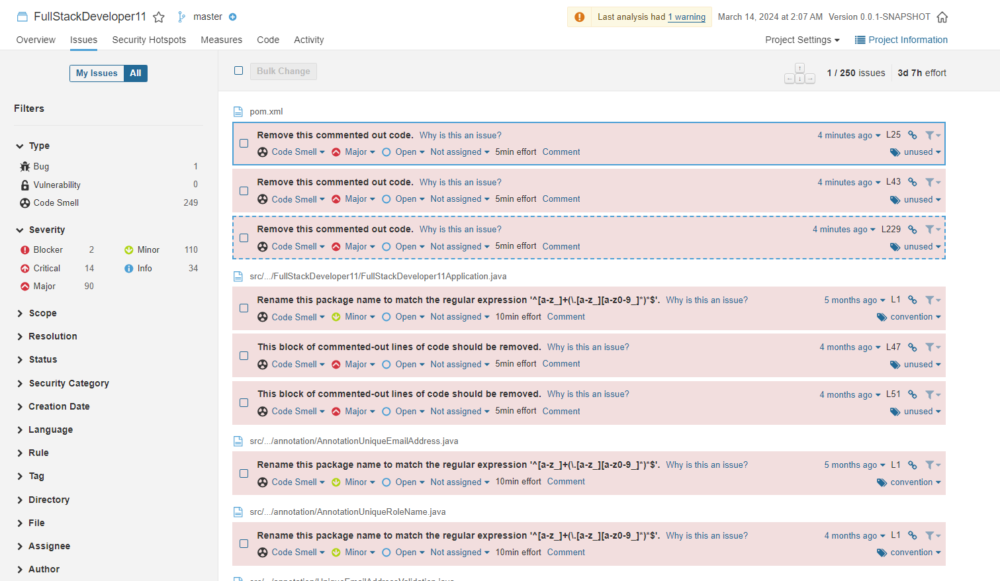 FullStackDeveloper11 master Last analysis had 1 warning March 14, 2024 at 2:07 AM Version 0.0.1-SNAPSHOT
Overview Issues Security Hotspots Measures Code Activity Project Settings Project Information
My Issues All
Bulk Change
1 / 250 issues 3d 7h effort
Filters
Type
Bug 1
Vulnerability 0
Code Smell 249
Severity
Blocker 2 Minor 110
Critical 14 Info 34
Major 90
Scope
Resolution
Status
Security Category
Creation Date
Language
Rule
Tag
Directory
File
Assignee
Author
pom.xml
Remove this commented out code. Why is this an issue? 4 minutes ago L25
Code Smell Major Open Not assigned 5min effort Comment unused
Remove this commented out code. Why is this an issue? 4 minutes ago L43
Code Smell Major Open Not assigned 5min effort Comment unused
Remove this commented out code. Why is this an issue? 4 minutes ago L229
Code Smell Major Open Not assigned 5min effort Comment unused
src/.../FullStackDeveloper11/FullStackDeveloper11Application.java
Rename this package name to match the regular expression '^[a-z_]+(\.[a-z_][a-z0-9_]*)*$'. Why is this an issue? 5 months ago L1
Code Smell Minor Open Not assigned 10min effort Comment convention
This block of commented-out lines of code should be removed. Why is this an issue? 4 months ago L47
Code Smell Major Open Not assigned 5min effort Comment unused
This block of commented-out lines of code should be removed. Why is this an issue? 4 months ago L51
Code Smell Major Open Not assigned 5min effort Comment unused
src/.../annotation/AnnotationUniqueEmailAddress.java
Rename this package name to match the regular expression '^[a-z_]+(\.[a-z_][a-z0-9_]*)*$'. Why is this an issue? 5 months ago L1
Code Smell Minor Open Not assigned 10min effort Comment convention
src/.../annotation/AnnotationUniqueRoleName.java
Rename this package name to match the regular expression '^[a-z_]+(\.[a-z_][a-z0-9_]*)*$'. Why is this an issue? 4 months ago L1
Code Smell Minor Open Not assigned 10min effort Comment convention
src/.../annotation/UniqueEmailAddressValidation.java